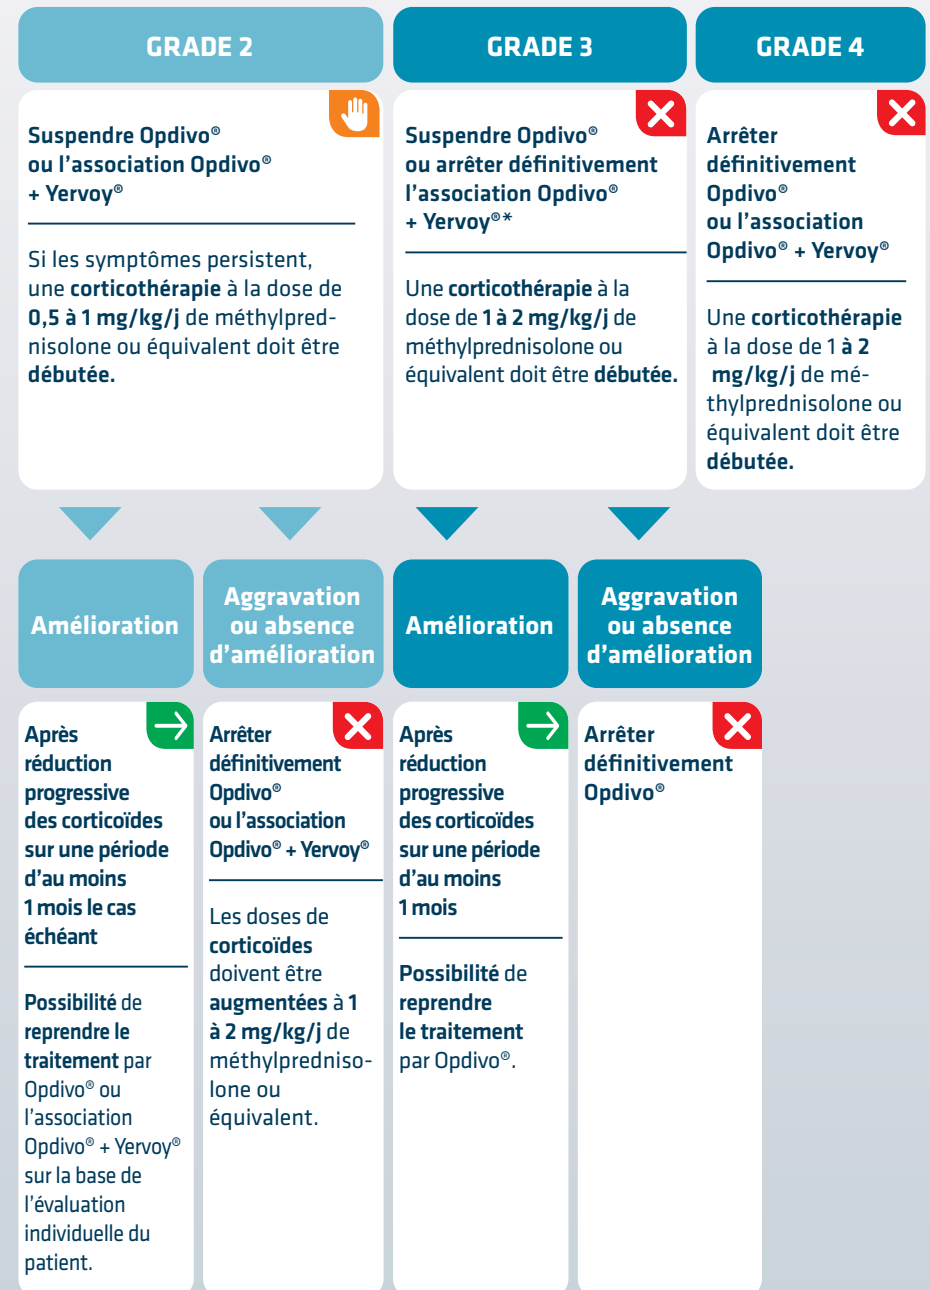 GRADE 2
Suspendre Opdivo®
ou l'association Opdivo®
+ Yervoy®
Si les symptômes persistent,
une corticothérapie à la dose de
0,5 à 1 mg/kg/j de méthylpred-
nisolone ou équivalent doit être
débutée.
GRADE 3
Suspendre Opdivo®
ou arrêter définitivement
l'association Opdivo®
+ Yervoy®*
Une corticothérapie à la
dose de 1 à 2 mg/kg/j de
méthylprednisolone ou
équivalent doit être débutée.
GRADE 4
Arrêter
définitivement
Opdivo®
ou l'association
Opdivo® + Yervoy®
Une corticothérapie
à la dose de 1 à 2
mg/kg/j de mé-
thylprednisolone ou
équivalent doit être
débutée.
Amélioration
Après
réduction
progressive
des corticoïdes
sur une période
d'au moins
1 mois le cas
échéant
Possibilité de
reprendre le
traitement par
Opdivo® ou
l'association
Opdivo® + Yervoy®
sur la base de
l'évaluation
individuelle du
patient.
Aggravation
ou absence
d'amélioration
Arrêter
définitivement
Opdivo®
ou l'association
Opdivo® + Yervoy®
Les doses de
corticoïdes
doivent être
augmentées à 1
à 2 mg/kg/j de
méthylpredniso-
lone ou
équivalent.
Amélioration
Après
réduction
progressive
des corticoïdes
sur une période
d'au moins
1 mois
Possibilité de
reprendre
le traitement
par Opdivo®.
Aggravation
ou absence
d'amélioration
Arrêter
définitivement
Opdivo®